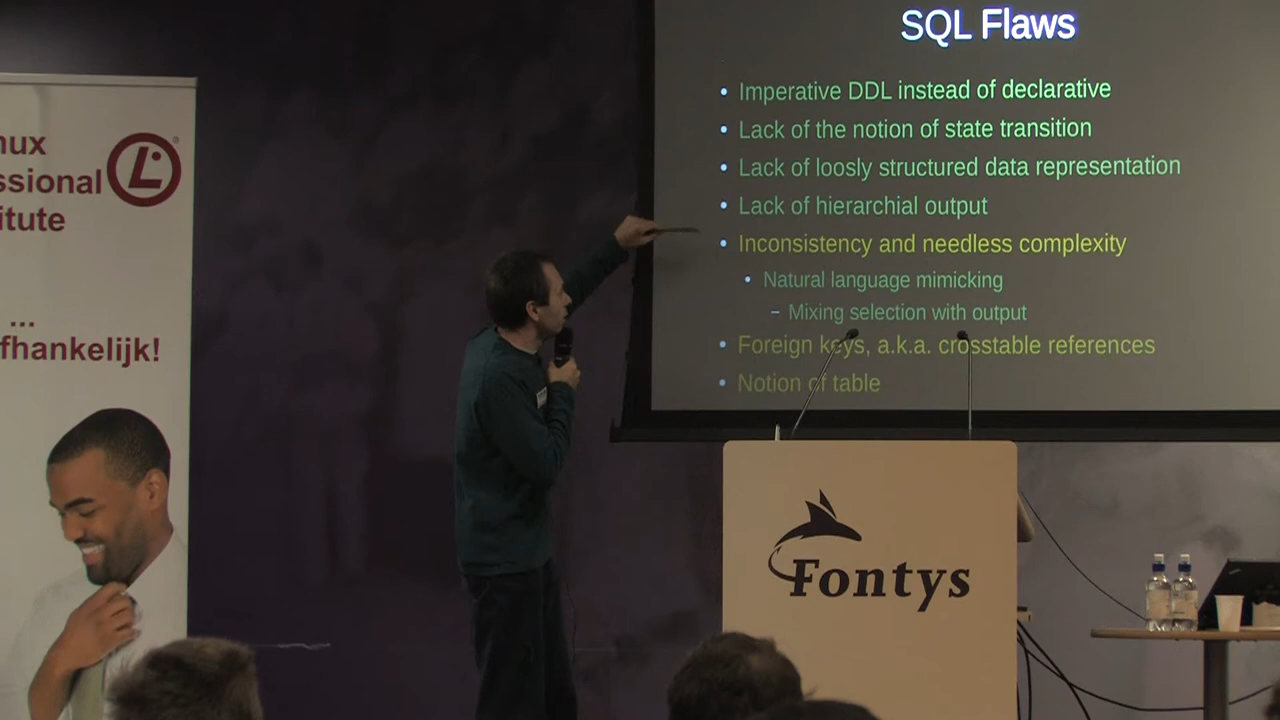 SQL Flaws
• Imperative DDL instead of declarative
• Lack of the notion of state transition
• Lack of loosly structured data representation
• Lack of hierarchial output
• Inconsistency and needless complexity
• Natural language mimicking
– Mixing selection with output
• Foreign keys, a.k.a. crosstable references
• Notion of table
nux
ssional
itute
...
fhankelijk!
Fontys